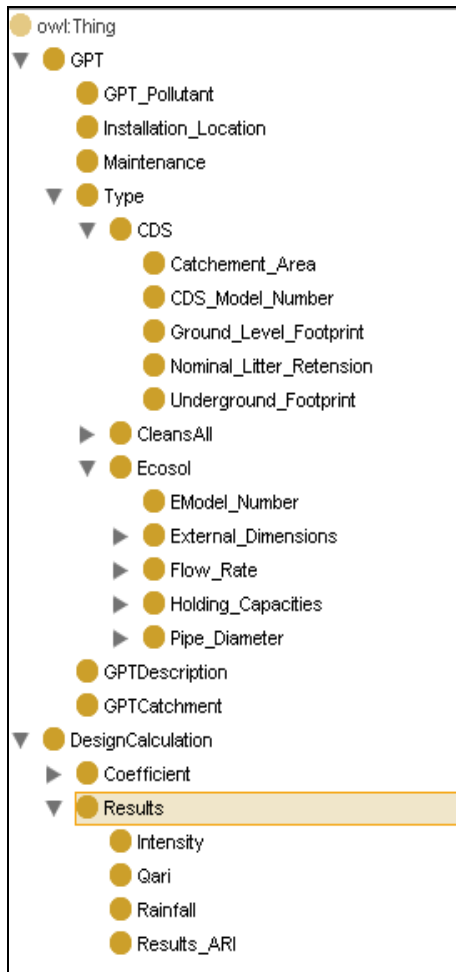 owl:Thing
GPT
GPT_Pollutant
Installation_Location
Maintenance
Type
CDS
Catchement_Area
CDS_Model_Number
Ground_Level_Footprint
Nominal_Litter_Retension
Underground_Footprint
CleansAll
Ecosol
EModel_Number
External_Dimensions
Flow_Rate
Holding_Capacities
Pipe_Diameter
GPTDescription
GPTCatchment
DesignCalculation
Coefficient
Results
Intensity
Qari
Rainfall
Results_ARI